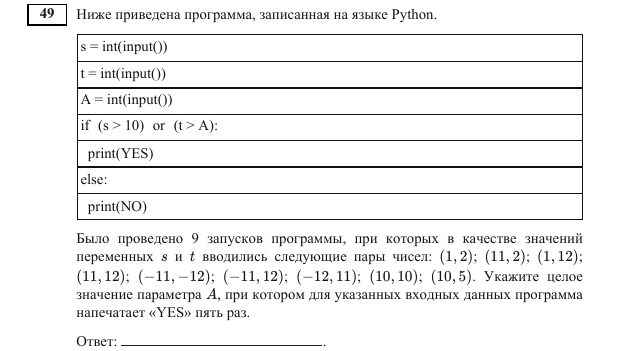 49 Ниже приведена программа, записанная на языке Python.
s = int(input())
t = int(input())
A = int(input())
if (s > 10) or (t > A):
print(YES)
else:
print(NO)
Было проведено 9 запусков программы, при которых в качестве значений
переменных s и t вводились следующие пары чисел: (1, 2); (11, 2); (1, 12);
(11, 12); (−11, −12); (−11, 12); (−12, 11); (10, 10); (10, 5). Укажите целое
значение параметра A, при котором для указанных входных данных программа
напечатает «YES» пять раз.
Ответ: .